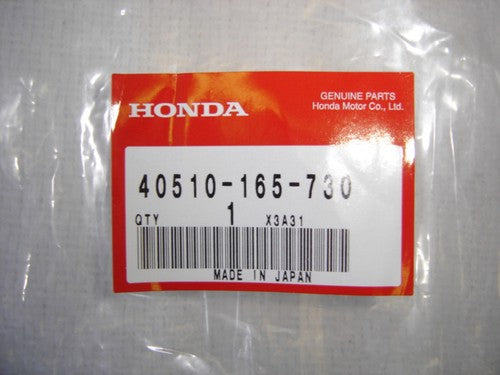 HONDA
GENUINE PARTS
Honda Motor Co., Ltd.
40510-165-730
QTY 1 X3A31
MADE IN JAPAN